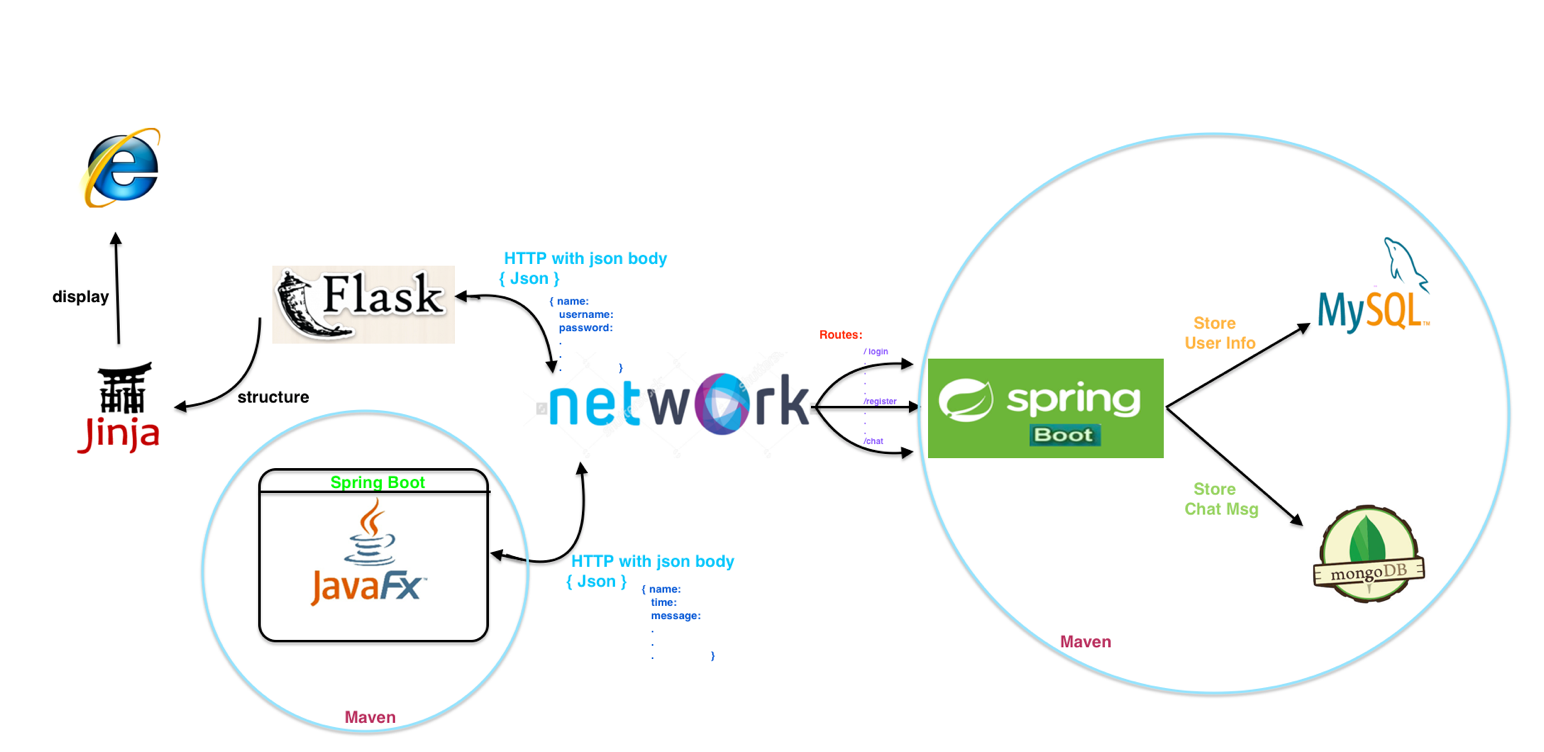 HTTP with json body
{ Json }
{ name:
username:
password:
.
.
. }
display
Flask
structure
Jinja
network
Routes:
/ login
.
.
.
/register
.
.
.
/chat
spring
Boot
Store
User Info
MySQL™
Store
Chat Msg
mongoDB
Maven
Spring Boot
JavaFx™
Maven
HTTP with json body
{ Json }
{ name:
time:
message:
.
.
. }